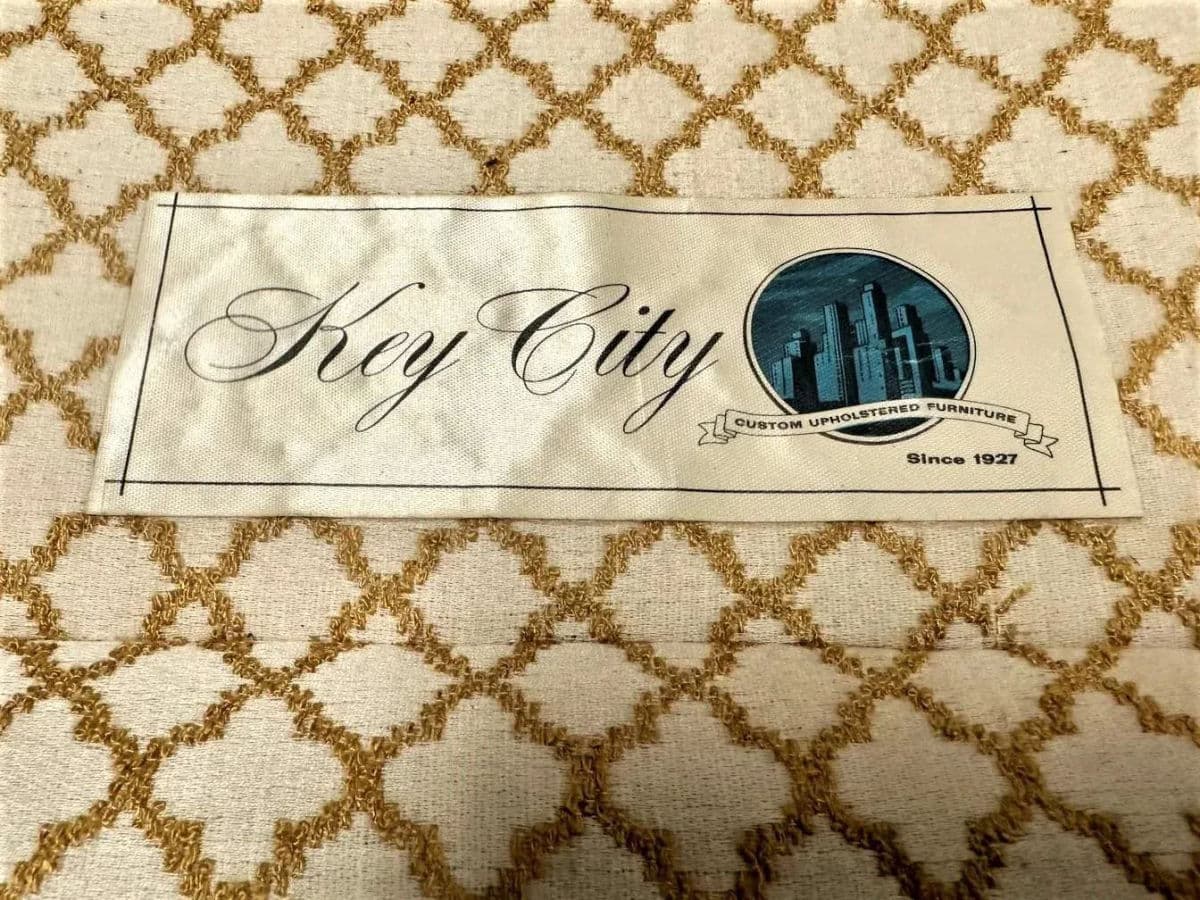 Key City
CUSTOM UPHOLSTERED FURNITURE
Since 1927